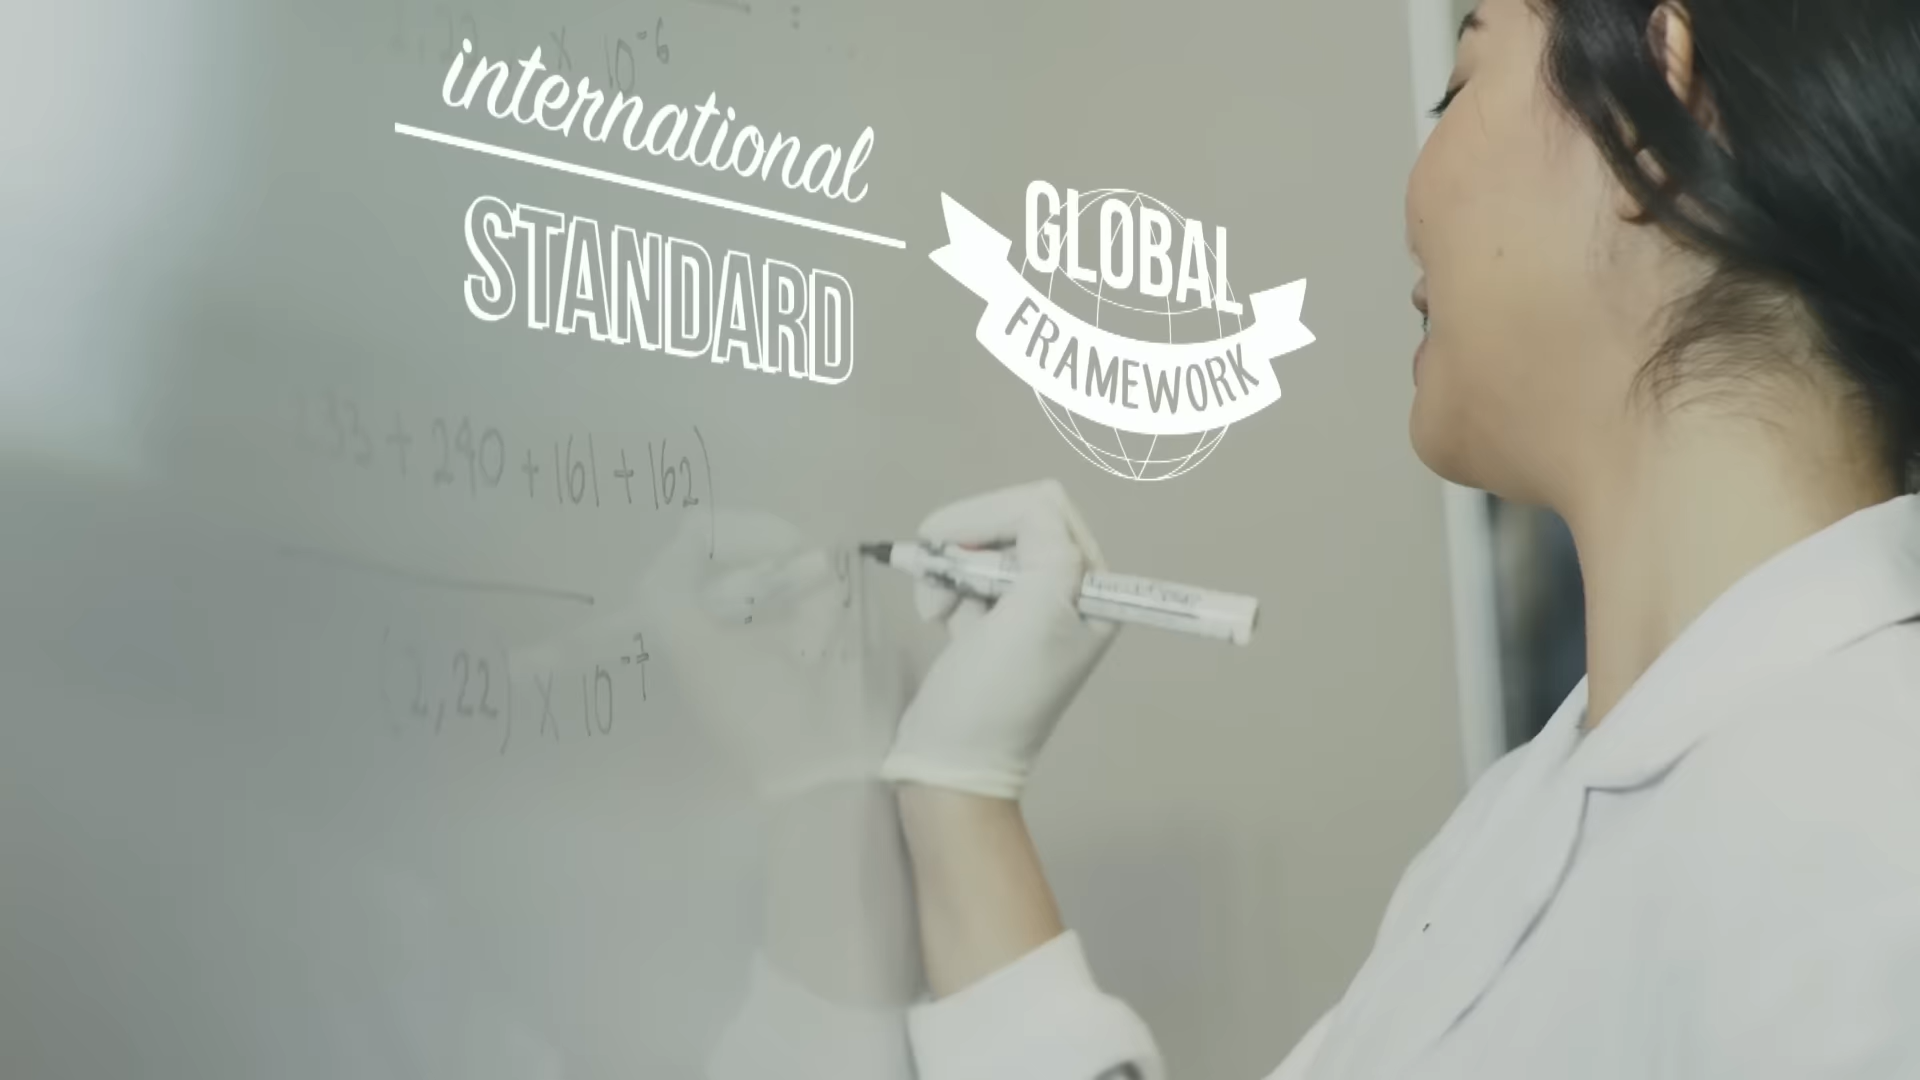 × 10⁻⁶
international
STANDARD
GLOBAL
FRAMEWORK
+ 290 + 161 + 162)
=
(2,22) × 10⁻⁷